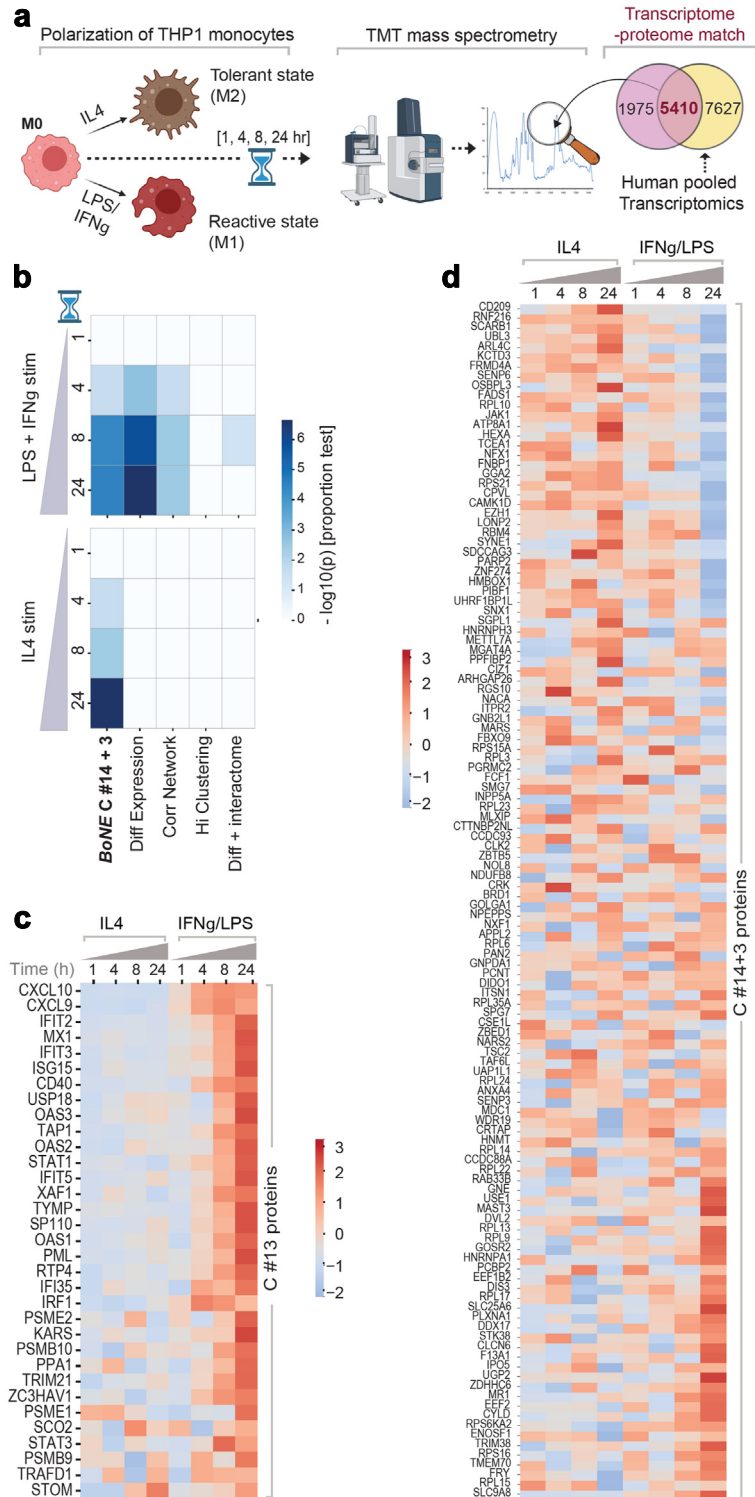 a
Polarization of THP1 monocytes
TMT mass spectrometry
Transcriptome
-proteome match
Tolerant state
(M2)
IL4
M0
[1, 4, 8, 24 hr]
LPS/
IFNg
Reactive state
(M1)
1975
5410
7627
Human pooled
Transcriptomics
b
LPS + IFNg stim
1
4
8
24
IL4 stim
1
4
8
24
BoNE C #14 + 3
Diff Expression
Corr Network
Hi Clustering
Diff + interactome
6
5
4
3
2
1
0
- log10(p) [proportion test]
c
IL4
IFNg/LPS
Time (h)
1 4 8 24 1 4 8 24
CXCL10
CXCL9
IFIT2
MX1
IFIT3
ISG15
CD40
USP18
OAS3
TAP1
OAS2
STAT1
IFIT5
XAF1
TYMP
SP110
OAS1
PML
RTP4
IFI35
IRF1
PSME2
KARS
PSMB10
PPA1
TRIM21
ZC3HAV1
PSME1
SCO2
STAT3
PSMB9
TRAFD1
STOM
C #13 proteins
3
2
1
0
−1
−2
d
IL4
IFNg/LPS
1 4 8 24 1 4 8 24
CD209
RNF216
SCARB1
UBL3
ARL4C
KCTD3
FRMD4A
SENP6
OSBPL3
FADS1
RPL10
JAK1
ATP8A1
HEXA
TCEA1
NFX1
FNBP1
GGA2
RPS21
CPVL
CAMK1D
EZH1
LONP2
RBM4
SYNE1
SDCCAG3
PARP2
ZNF274
HMBOX1
PIBF1
UHRF1BP1L
SNX1
SGPL1
HNRNPH3
METTL7A
MGAT4A
PPFIBP2
CIZ1
ARHGAP26
RGS10
NACA
ITPR2
GNB2L1
MARS
FBXO9
RPS15A
RPL3
PGRMC2
FCF1
SMG7
INPP5A
RPL23
MLXIP
CTTNBP2NL
CCDC93
CLK2
ZBTB5
NOL8
NDUFB8
CRK
BRD1
GOLGA1
NPEPPS
NXF1
APPL2
RPL6
PAN2
GNPDA1
PCNT
DIDO1
ITSN1
RPL35A
SPG7
CSE1L
ZBED1
NARS2
TSC2
TAF6L
UAP1L1
RPL24
ANXA4
SENP3
MDC1
WDR19
CRTAP
HNMT
RPL14
CCDC88A
RPL22
RAB33B
GNE
USE1
MAST3
DVL2
RPL13
RPL9
GOSR2
HNRNPA1
PCBP2
EEF1B2
DIS3
RPL17
SLC25A6
PLXNA1
DDX17
STK38
CLCN6
F13A1
IPO5
UGP2
ZDHHC6
MR1
EEF2
CYLD
RPS6KA2
ENOSF1
TRIM38
RPS16
TMEM70
FRY
RPL15
SLC9A8
C #14+3 proteins
3
2
1
0
−1
−2